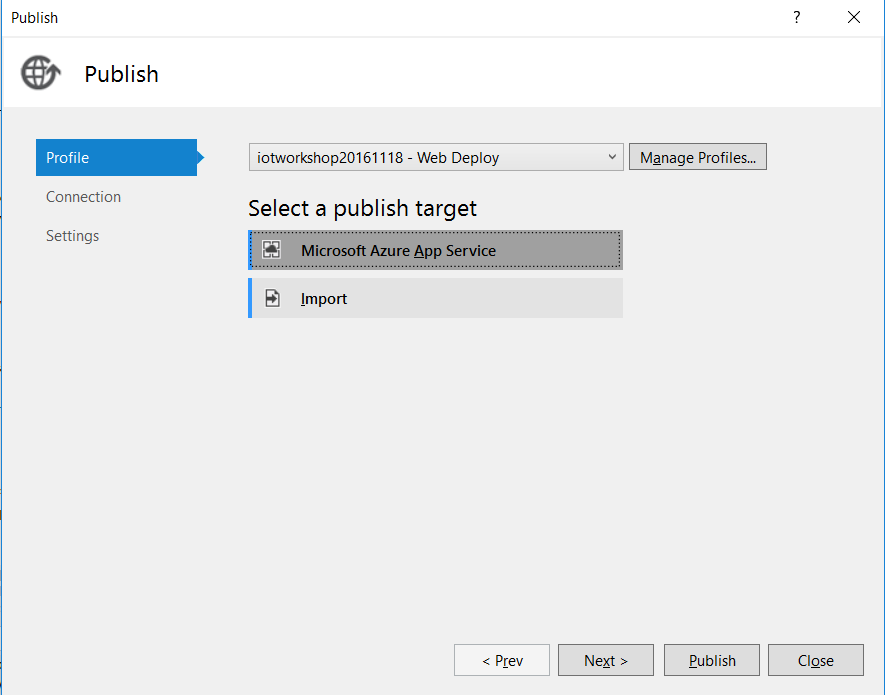 Publish
?
Publish
Profile
Connection
Settings
iotworkshop20161118 - Web Deploy
Manage Profiles...
Select a publish target
Microsoft Azure App Service
Import
< Prev
Next >
Publish
Close